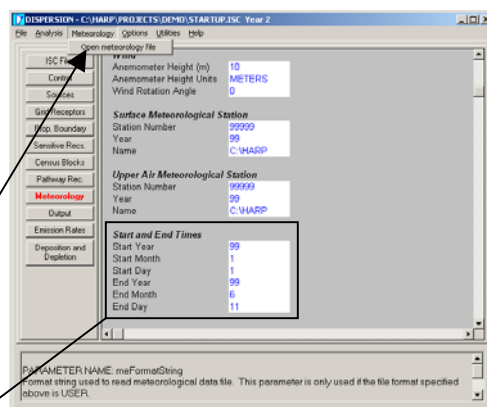 DISPERSION - C:\HARP\PROJECTS\DEMO\STARTUP.ISC Year 2
File Analysis Meteorology Options Utilities Help
Open meteorology file
ISC
Control
Sources
Grid Receptors
Prop. Boundary
Sensitive Recs.
Census Blocks
Pathway Rec.
Meteorology
Output
Emission Rates
Deposition and
Depletion
Wind
Anemometer Height (m) 10
Anemometer Height Units METERS
Wind Rotation Angle 0
Surface Meteorological Station
Station Number 99999
Year 99
Name C:\HARP
Upper Air Meteorological Station
Station Number 99999
Year 99
Name C:\HARP
Start and End Times
Start Year 99
Start Month 1
Start Day 1
End Year 99
End Month 6
End Day 11
PARAMETER NAME: meFormatString
Format string used to read meteorological data file. This parameter is only used if the file format specified
above is USER.